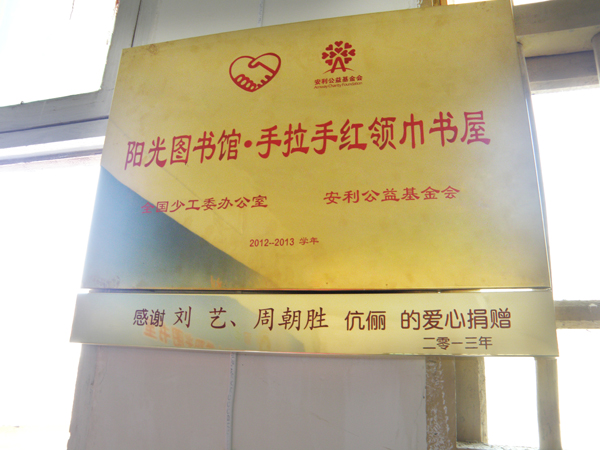 安利公益基金会
Amway Charity Foundation
阳光图书馆·手拉手红领巾书屋
全国少工委办公室 安利公益基金会
2012--2013 学年
感谢 刘 艺、周朝胜 伉俪 的爱心捐赠
二零一三年